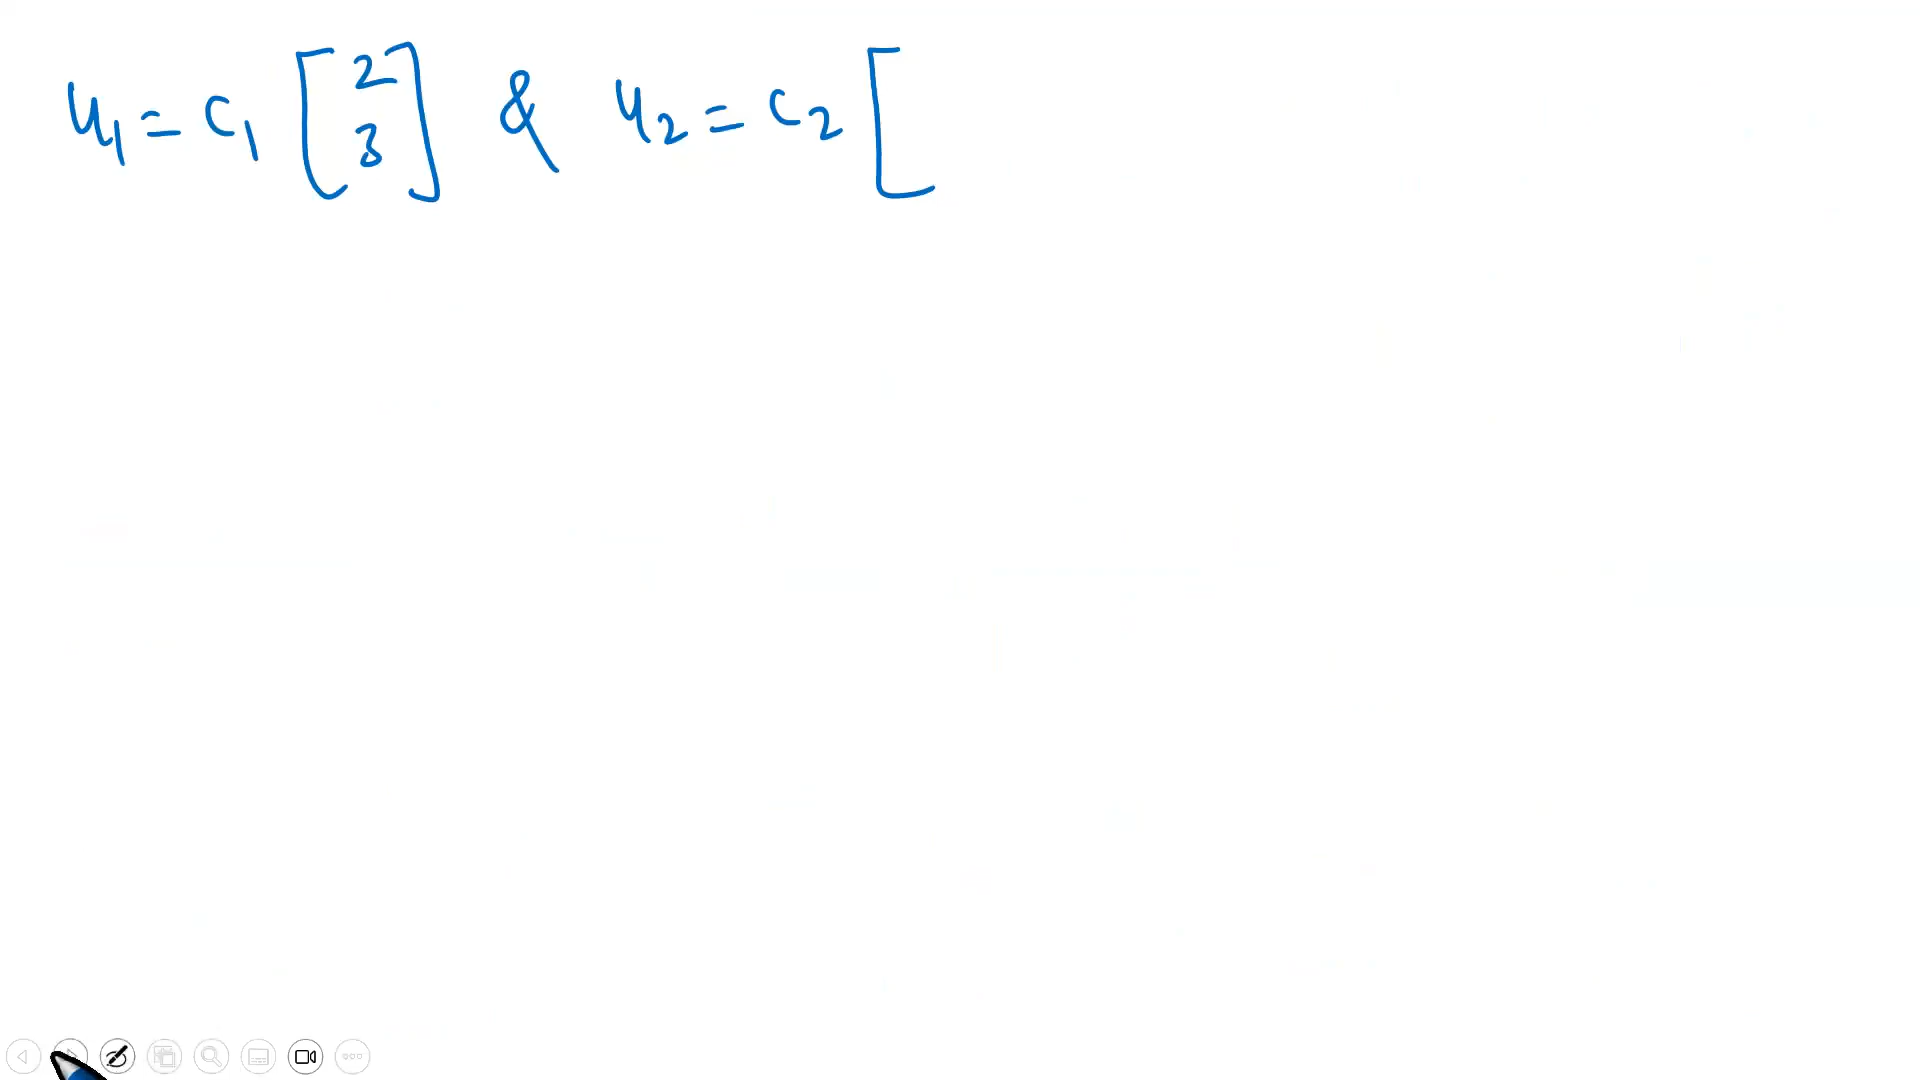 u₁ = c₁ [2 3] & u₂ = c₂ [